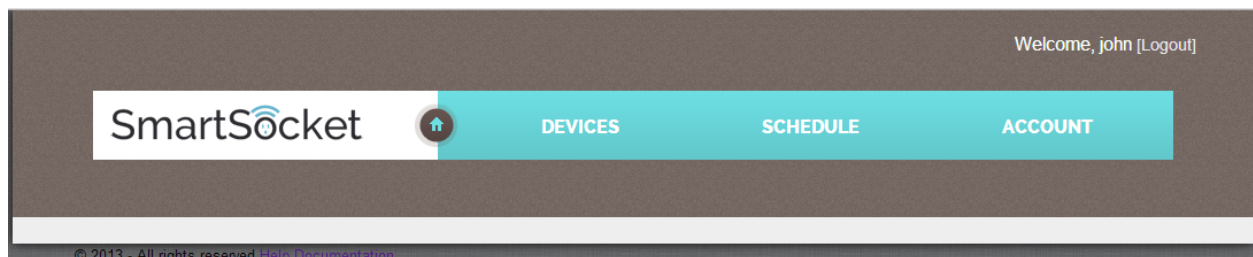 Welcome, john [Logout]
SmartSocket
DEVICES
SCHEDULE
ACCOUNT
© 2013 - All rights reserved Help Documentation